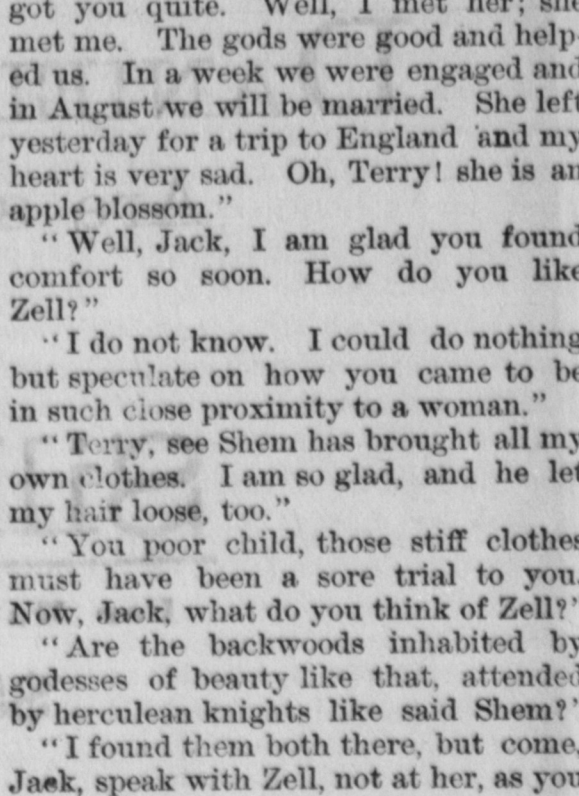 got you quite. Well, I met her; she
met me. The gods were good and help-
ed us. In a week we were engaged and
in August we will be married. She left
yesterday for a trip to England and my
heart is very sad. Oh, Terry! she is an
apple blossom."
"Well, Jack, I am glad you found
comfort so soon. How do you like
Zell?"
"I do not know. I could do nothing
but speculate on how you came to be
in such close proximity to a woman."
"Terry, see Shem has brought all my
own clothes. I am so glad, and he let
my hair loose, too."
"You poor child, those stiff clothes
must have been a sore trial to you.
Now, Jack, what do you think of Zell?"
"Are the backwoods inhabited by
godesses of beauty like that, attended
by herculean knights like said Shem?"
"I found them both there, but come,
Jack, speak with Zell, not at her, as you